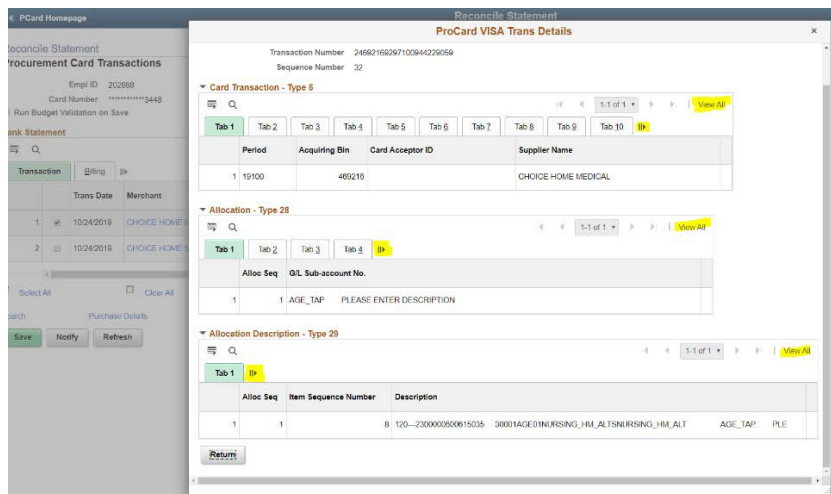 PCard Homepage
Reconcile Statement
ProCard VISA Trans Details
×
Reconcile Statement
Procurement Card Transactions
Empl ID 202880
Card Number ************3448
Run Budget Validation on Save
Bank Statement
Transaction Billing
Trans Date Merchant
1 10/24/2019 CHOICE HOME
2 10/24/2019 CHOICE HOME
Select All Clear All
Search Purchase Details
Save Notify Refresh
Transaction Number 24692169297100944229059
Sequence Number 32
Card Transaction - Type 5
1-1 of 1 View All
Tab 1 Tab 2 Tab 3 Tab 4 Tab 5 Tab 6 Tab 7 Tab 8 Tab 9 Tab 10
Period Acquiring Bin Card Acceptor ID Supplier Name
1 19100 469216 CHOICE HOME MEDICAL
Allocation - Type 28
1-1 of 1 View All
Tab 1 Tab 2 Tab 3 Tab 4
Alloc Seq G/L Sub-account No.
1 1 AGE_TAP PLEASE ENTER DESCRIPTION
Allocation Description - Type 29
1-1 of 1 View All
Tab 1
Alloc Seq Item Sequence Number Description
1 1 8 120---2300000600615035 30001AGE01NURSING_HM_ALTSNURSING_HM_ALT AGE_TAP PLE
Return